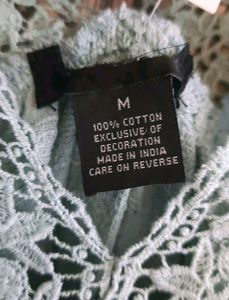 M
100% COTTON
EXCLUSIVE OF
DECORATION
MADE IN INDIA
CARE ON REVERSE